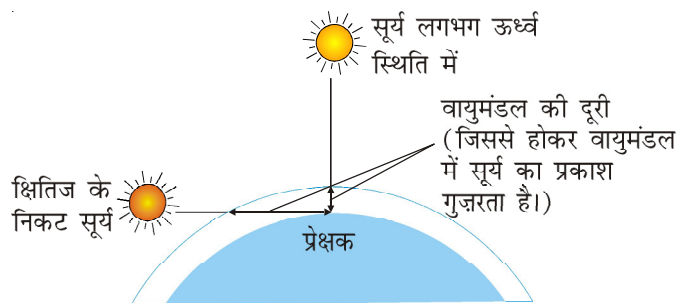 सूर्य लगभग ऊर्ध्व
स्थिति में
वायुमंडल की दूरी
(जिससे होकर वायुमंडल
में सूर्य का प्रकाश
गुज़रता है।)
क्षितिज के
निकट सूर्य
प्रेक्षक